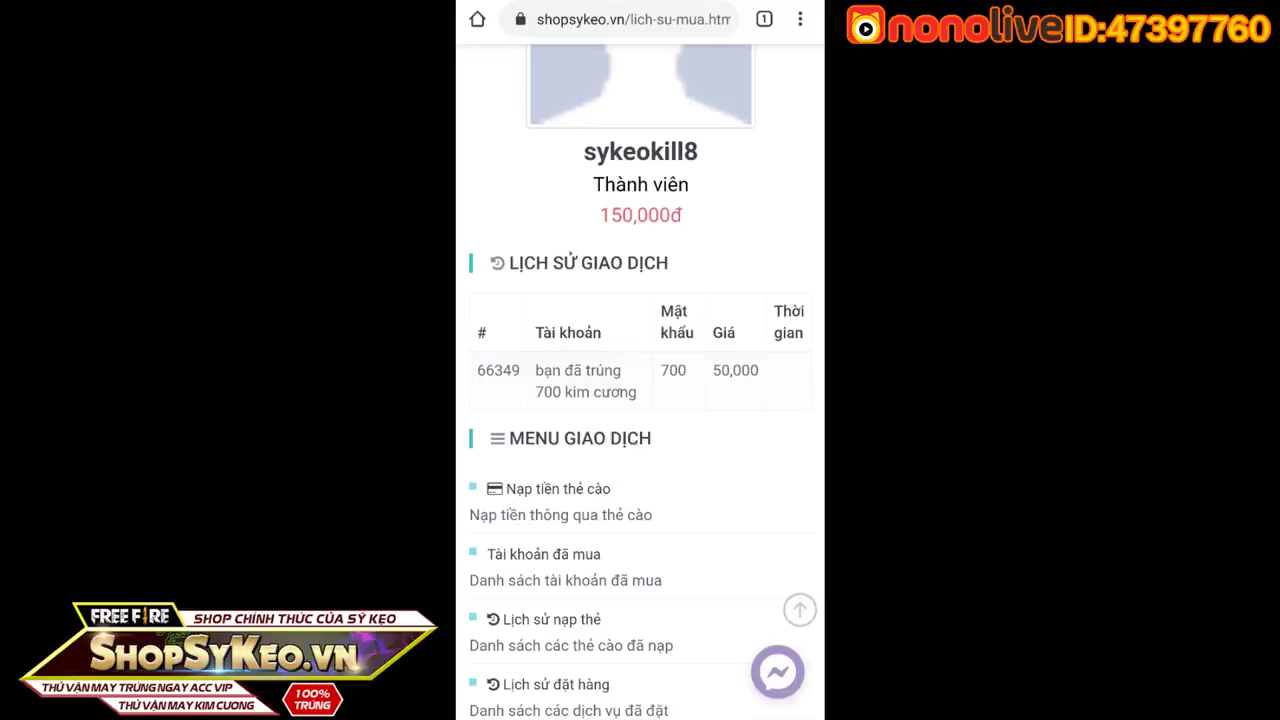 shopsykeo.vn/lich-su-mua.htm
1
nonolive ID:47397760
sykeokill8
Thành viên
150,000đ
LỊCH SỬ GIAO DỊCH
# Tài khoản Mật khẩu Giá Thời gian
66349 bạn đã trúng 700 kim cương 700 50,000
MENU GIAO DỊCH
Nạp tiền thẻ cào
Nạp tiền thông qua thẻ cào
Tài khoản đã mua
Danh sách tài khoản đã mua
Lịch sử nạp thẻ
Danh sách các thẻ cào đã nạp
Lịch sử đặt hàng
Danh sách các dịch vụ đã đặt
FREE FIRE
SHOP CHÍNH THỨC CỦA SỸ KẸO
SHOPSYKEO.VN
THỬ VẬN MAY TRÚNG NGAY ACC VIP
THỬ VẬN MAY KIM CƯƠNG
100%
TRÚNG